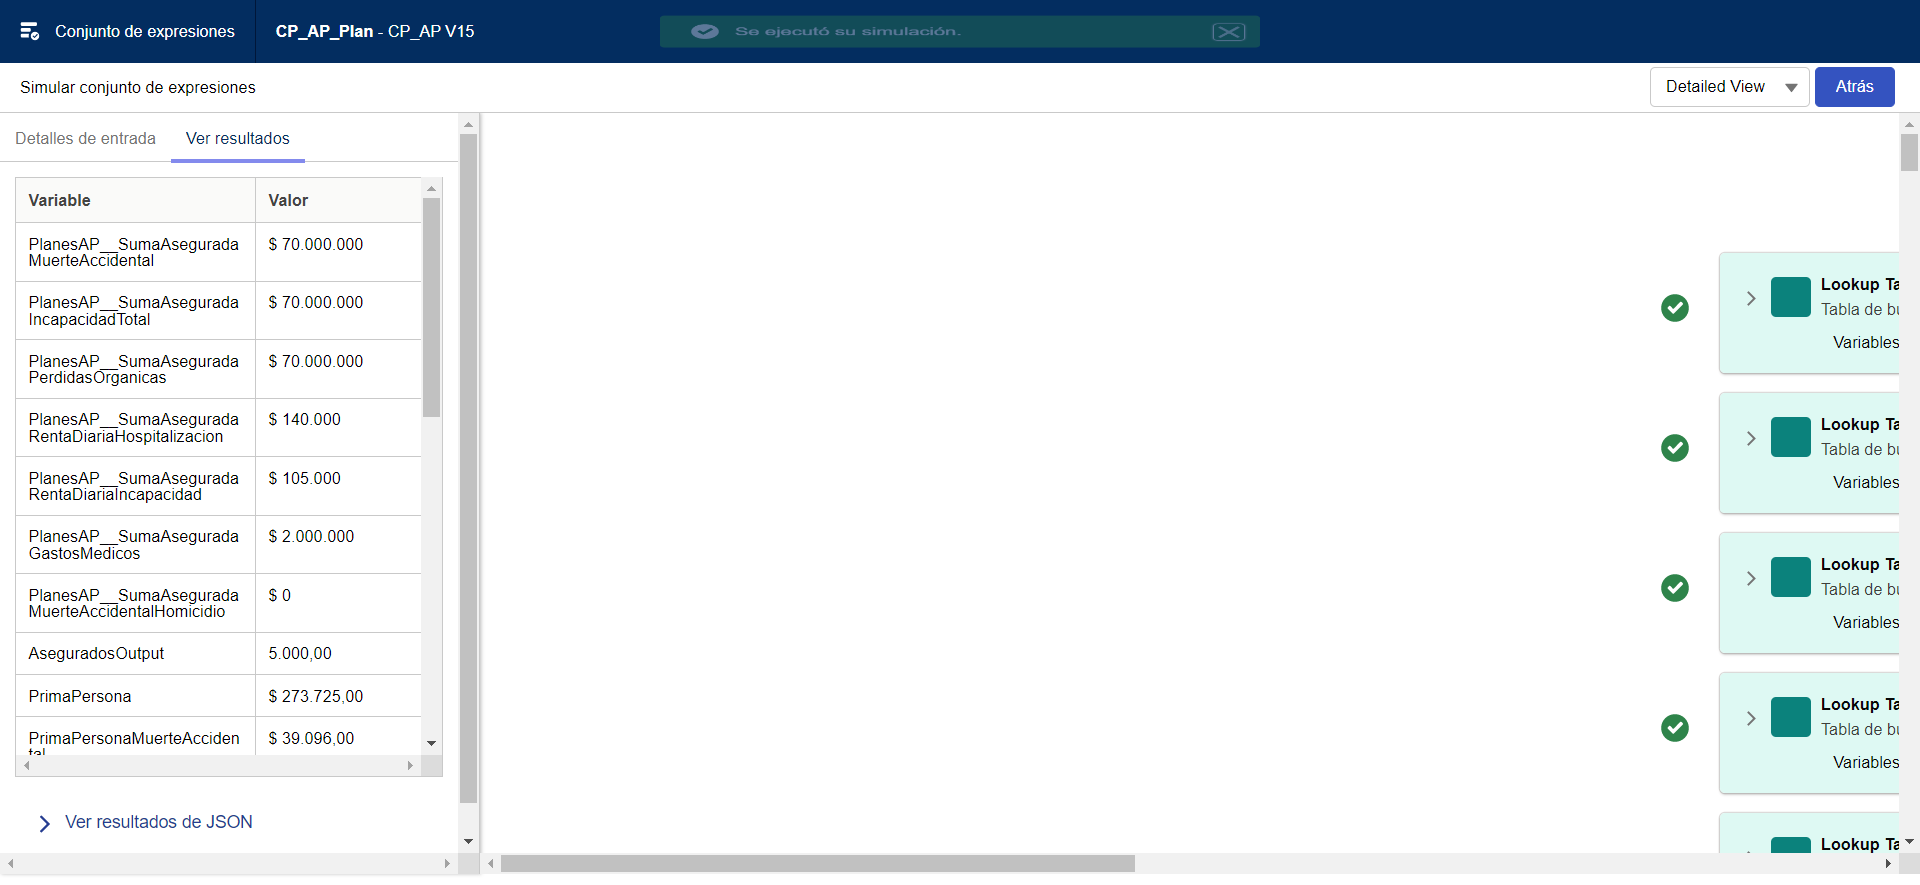 Conjunto de expresiones
CP_AP_Plan - CP_AP V15
Se ejecutó su simulación.
Simular conjunto de expresiones
Detailed View
Atrás
Detalles de entrada
Ver resultados
Variable
Valor
PlanesAP__SumaAsegurada
MuerteAccidental
$ 70.000.000
PlanesAP__SumaAsegurada
IncapacidadTotal
$ 70.000.000
PlanesAP__SumaAsegurada
PerdidasOrganicas
$ 70.000.000
PlanesAP__SumaAsegurada
RentaDiariaHospitalizacion
$ 140.000
PlanesAP__SumaAsegurada
RentaDiariaIncapacidad
$ 105.000
PlanesAP__SumaAsegurada
GastosMedicos
$ 2.000.000
PlanesAP__SumaAsegurada
MuerteAccidentalHomicidio
$ 0
AseguradosOutput
5.000,00
PrimaPersona
$ 273.725,00
PrimaPersonaMuerteAcciden
tal
$ 39.096,00
Ver resultados de JSON
Lookup Ta
Tabla de bu
Variables
Lookup Ta
Tabla de bu
Variables
Lookup Ta
Tabla de bu
Variables
Lookup Ta
Tabla de bu
Variables
Lookup Ta